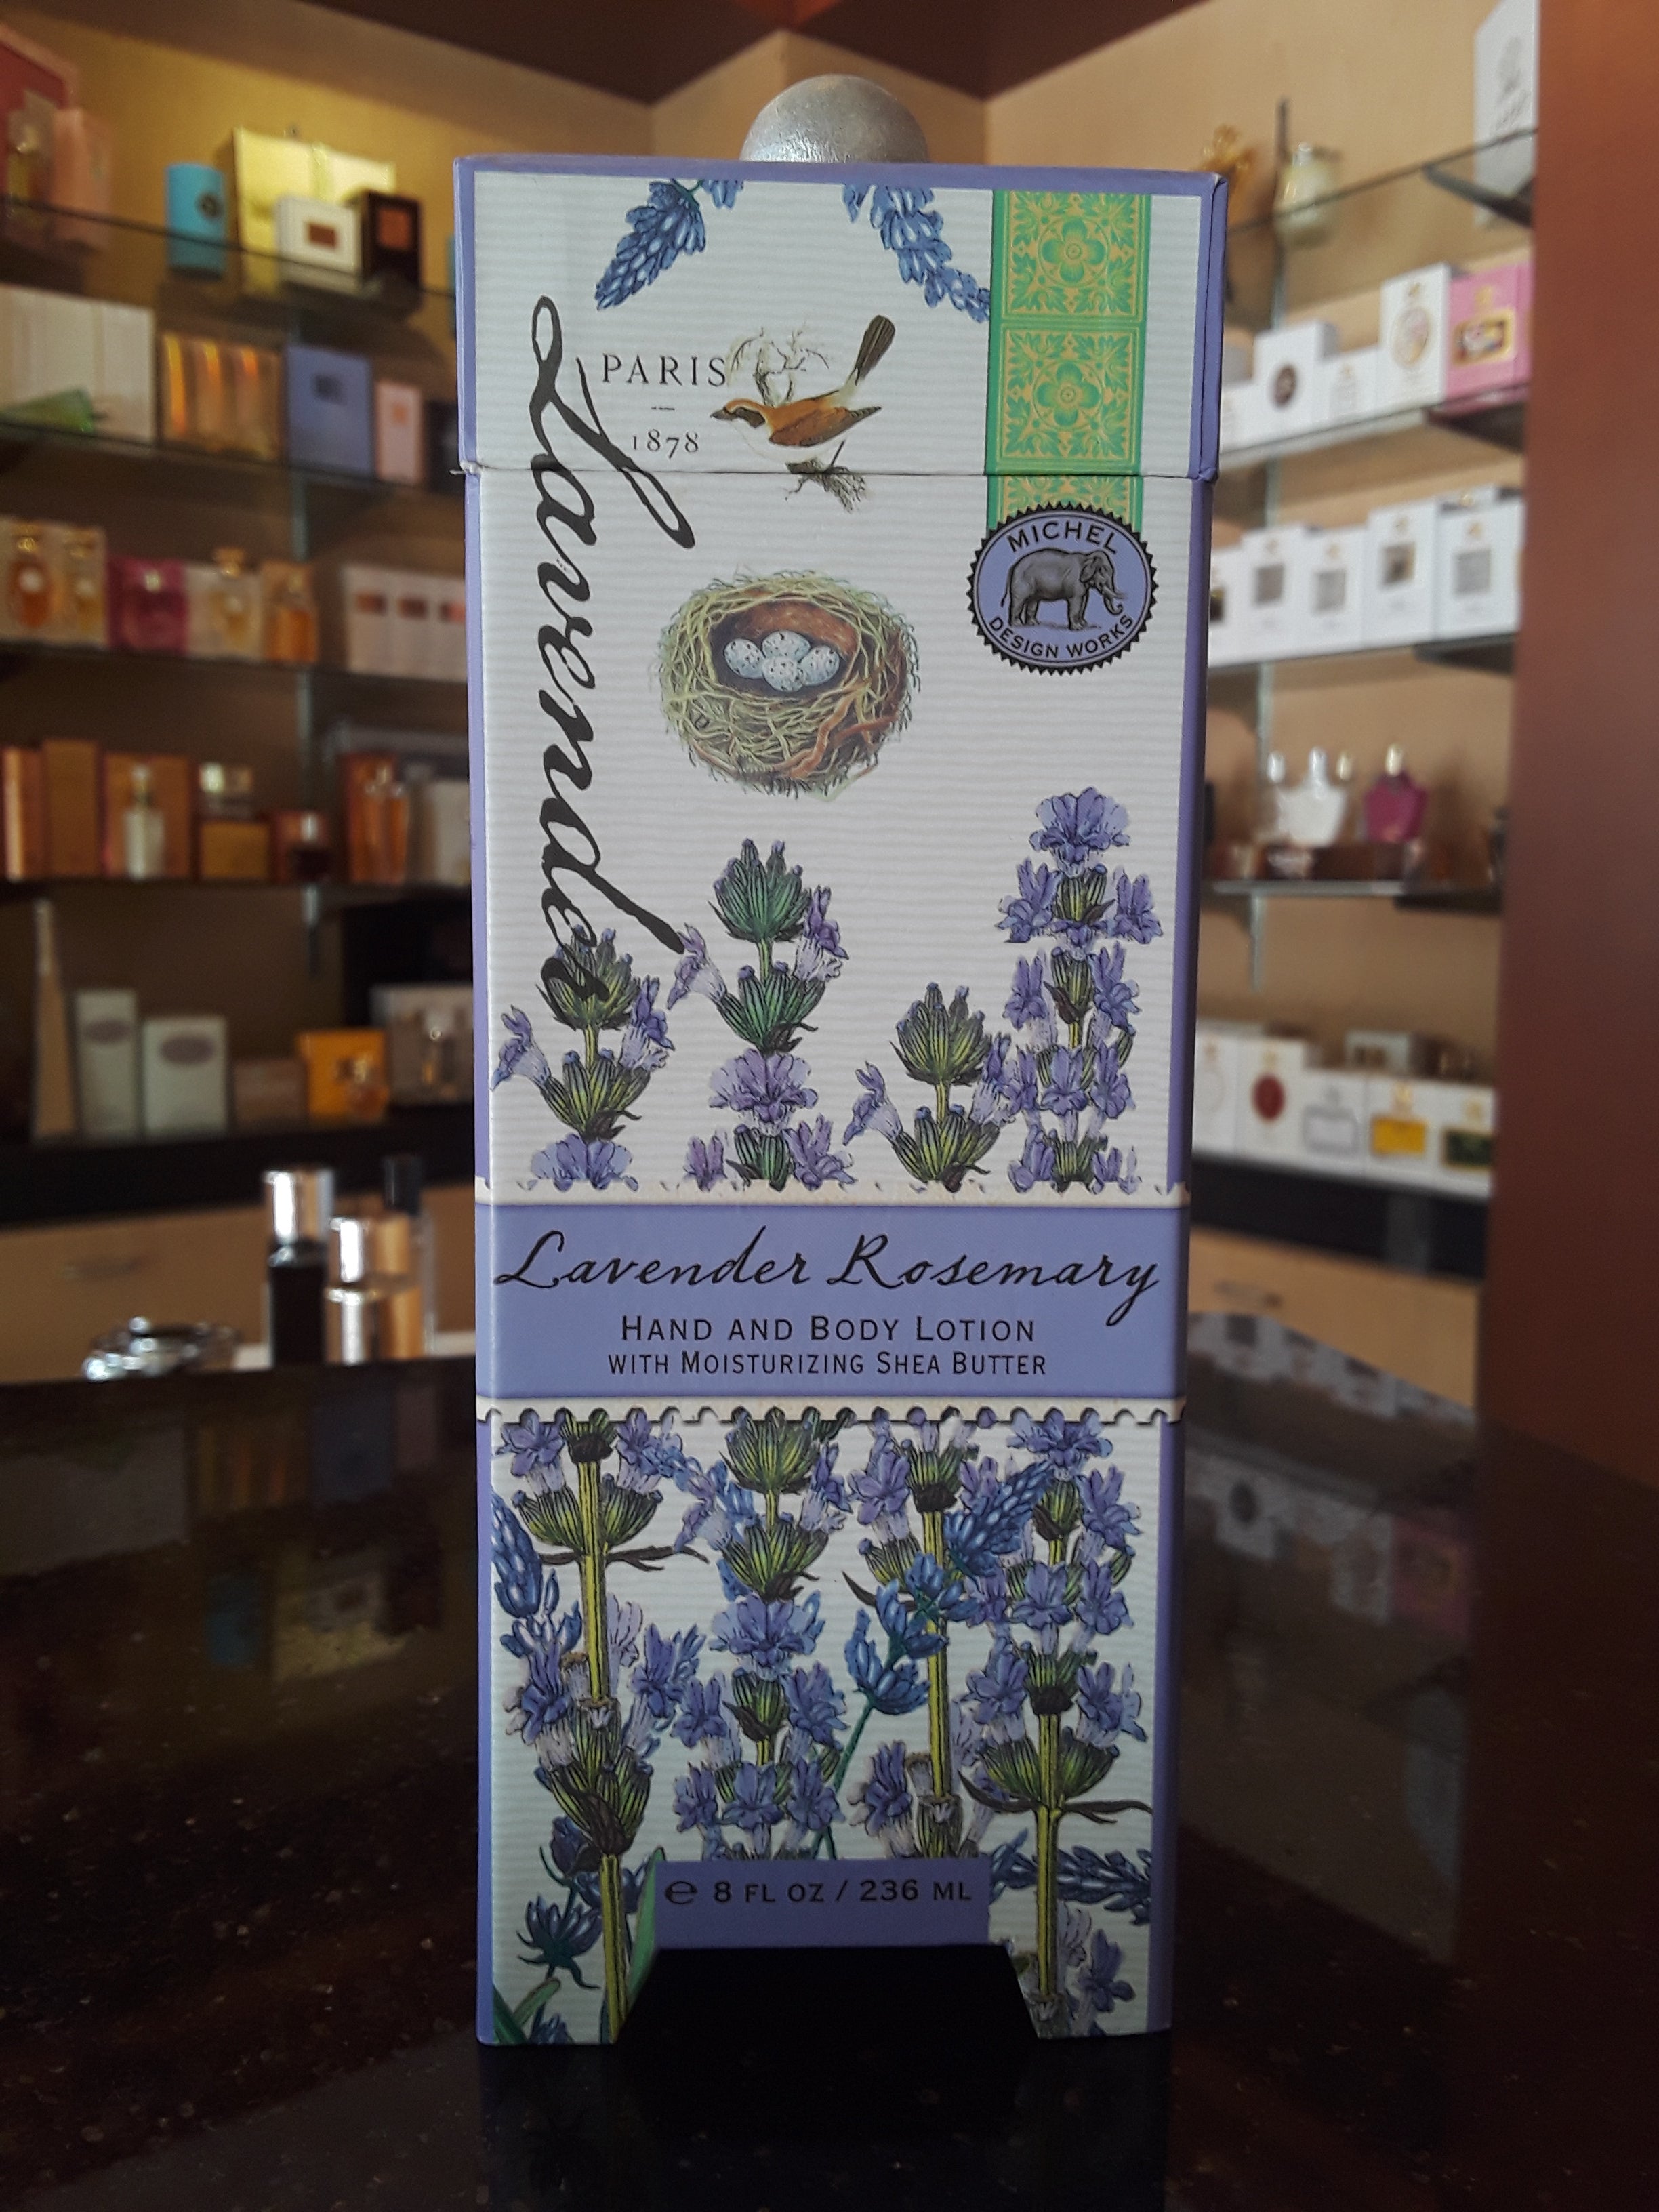 PARIS
1878
Lavender
MICHEL
DESIGN WORKS
Lavender Rosemary
HAND AND BODY LOTION
WITH MOISTURIZING SHEA BUTTER
℮ 8 FL OZ / 236 ML